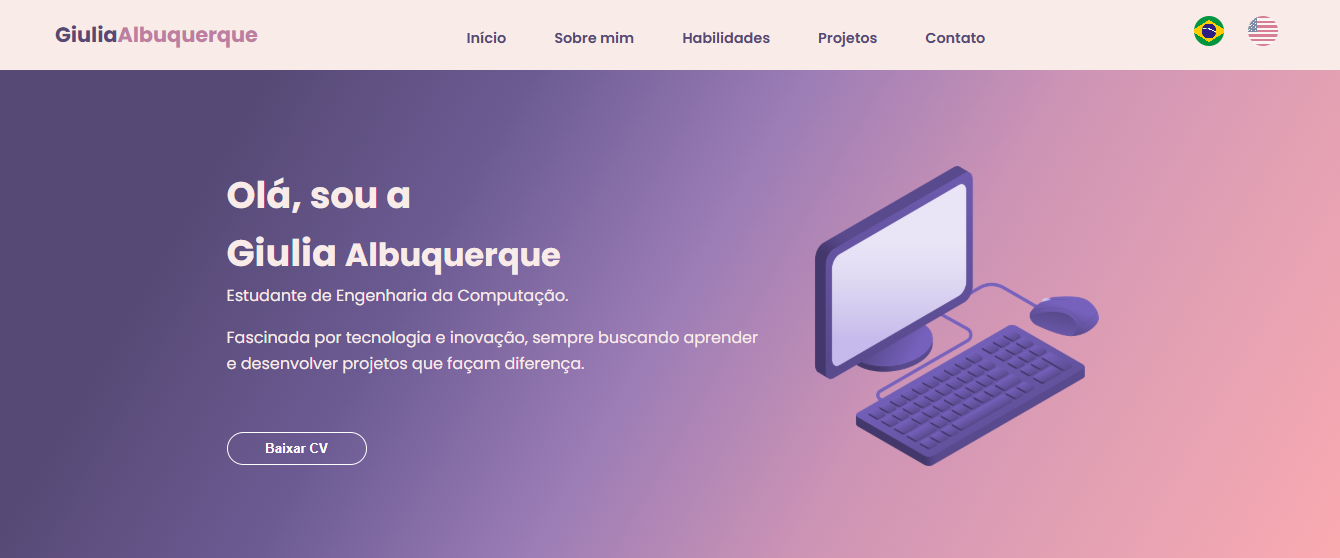 GiuliaAlbuquerque
Início Sobre mim Habilidades Projetos Contato
Olá, sou a
Giulia Albuquerque
Estudante de Engenharia da Computação.
Fascinada por tecnologia e inovação, sempre buscando aprender
e desenvolver projetos que façam diferença.
Baixar CV